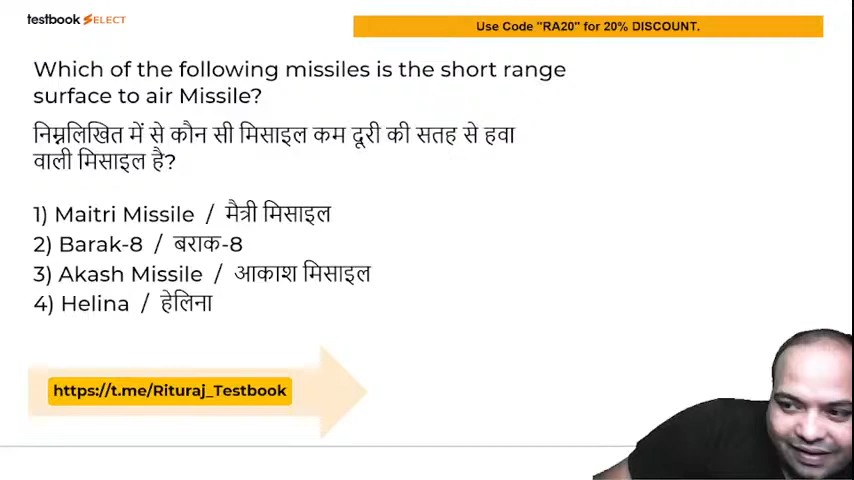 testbook SELECT
Use Code "RA20" for 20% DISCOUNT.
Which of the following missiles is the short range
surface to air Missile?
निम्नलिखित में से कौन सी मिसाइल कम दूरी की सतह से हवा
वाली मिसाइल है?
1) Maitri Missile / मैत्री मिसाइल
2) Barak-8 / बराक-8
3) Akash Missile / आकाश मिसाइल
4) Helina / हेलिना
https://t.me/Rituraj_Testbook